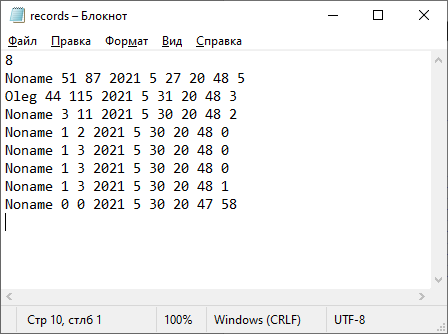 records – Блокнот
Файл Правка Формат Вид Справка
8
Noname 51 87 2021 5 27 20 48 5
Oleg 44 115 2021 5 31 20 48 3
Noname 3 11 2021 5 30 20 48 2
Noname 1 2 2021 5 30 20 48 0
Noname 1 3 2021 5 30 20 48 0
Noname 1 3 2021 5 30 20 48 0
Noname 1 3 2021 5 30 20 48 1
Noname 0 0 2021 5 30 20 47 58
Стр 10, стлб 1 100% Windows (CRLF) UTF-8